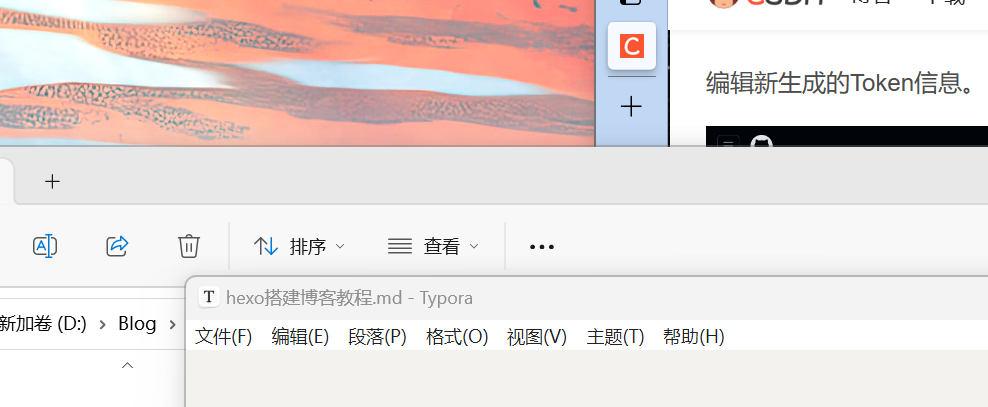 编辑新生成的Token信息。
排序
查看
hexo搭建博客教程.md - Typora
新加卷 (D:) > Blog >
文件(F) 编辑(E) 段落(P) 格式(O) 视图(V) 主题(T) 帮助(H)